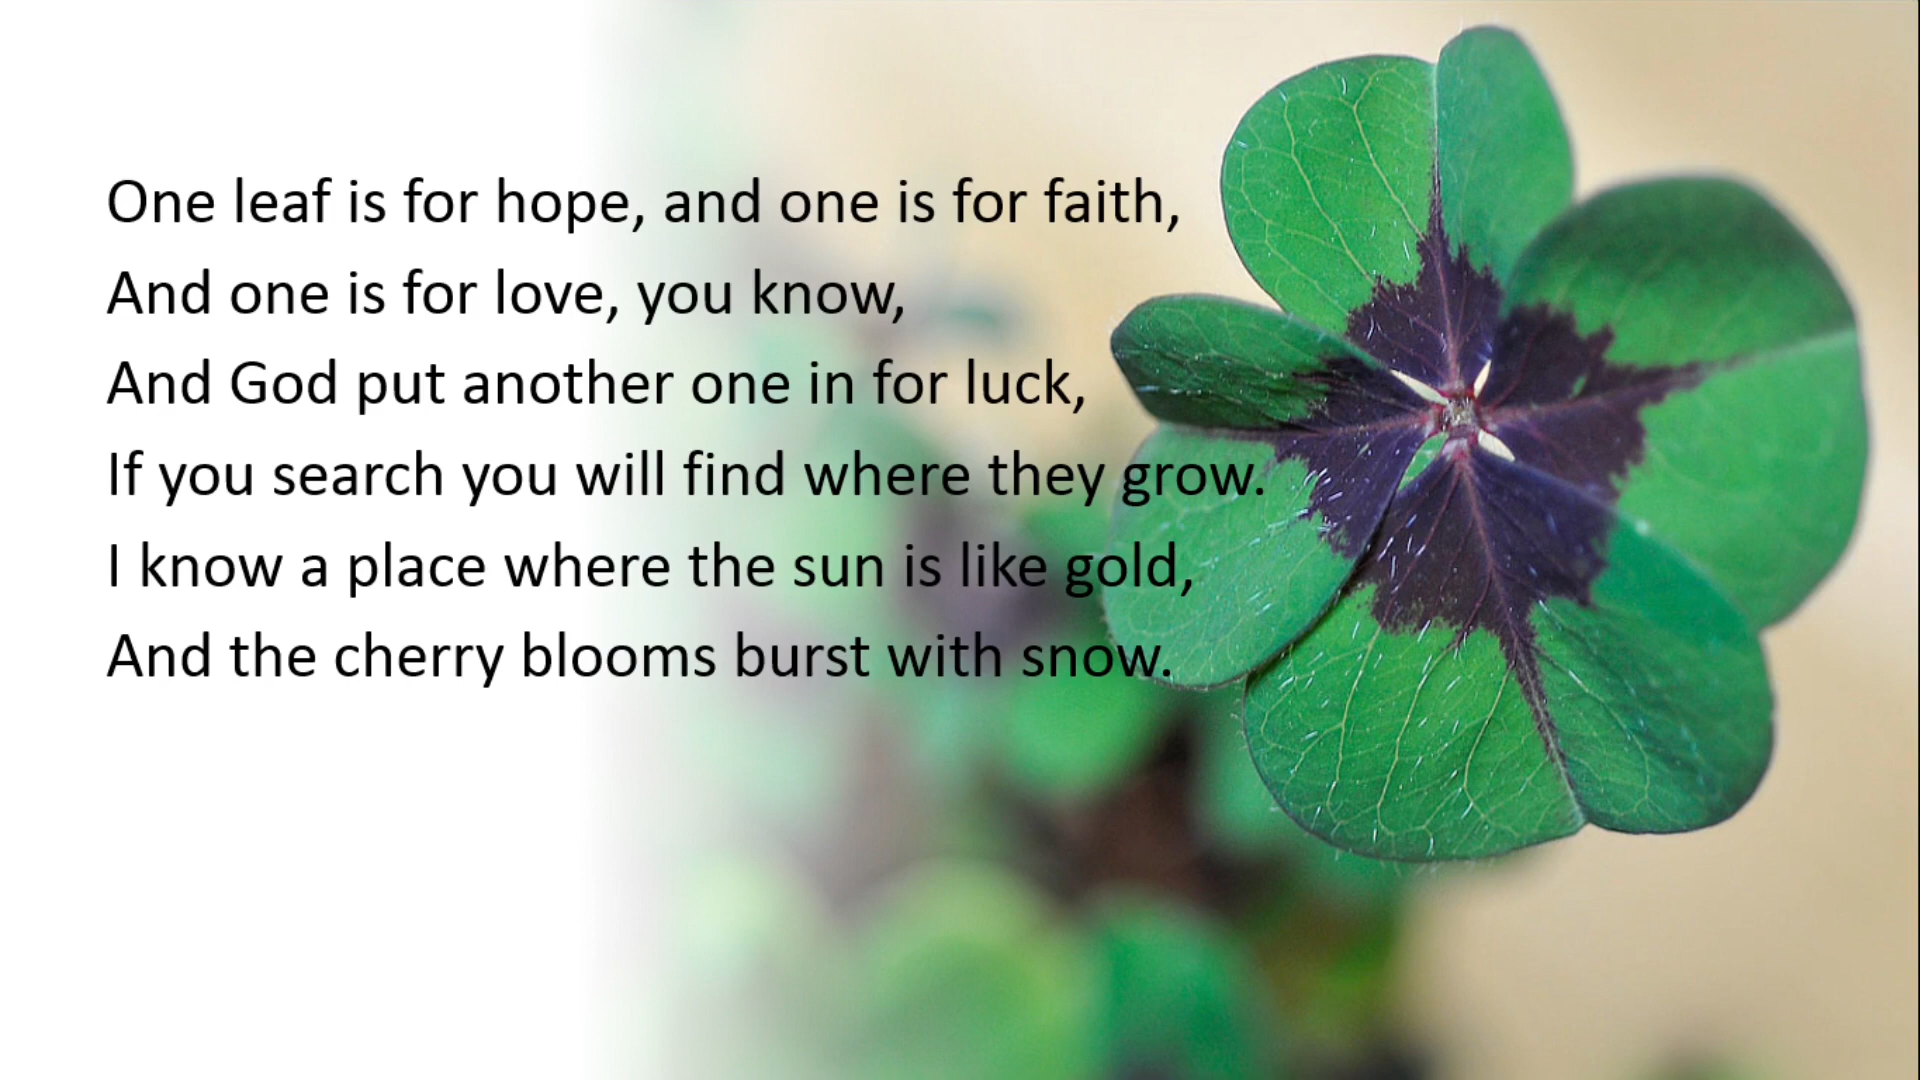 One leaf is for hope, and one is for faith,
And one is for love, you know,
And God put another one in for luck,
If you search you will find where they grow.
I know a place where the sun is like gold,
And the cherry blooms burst with snow.